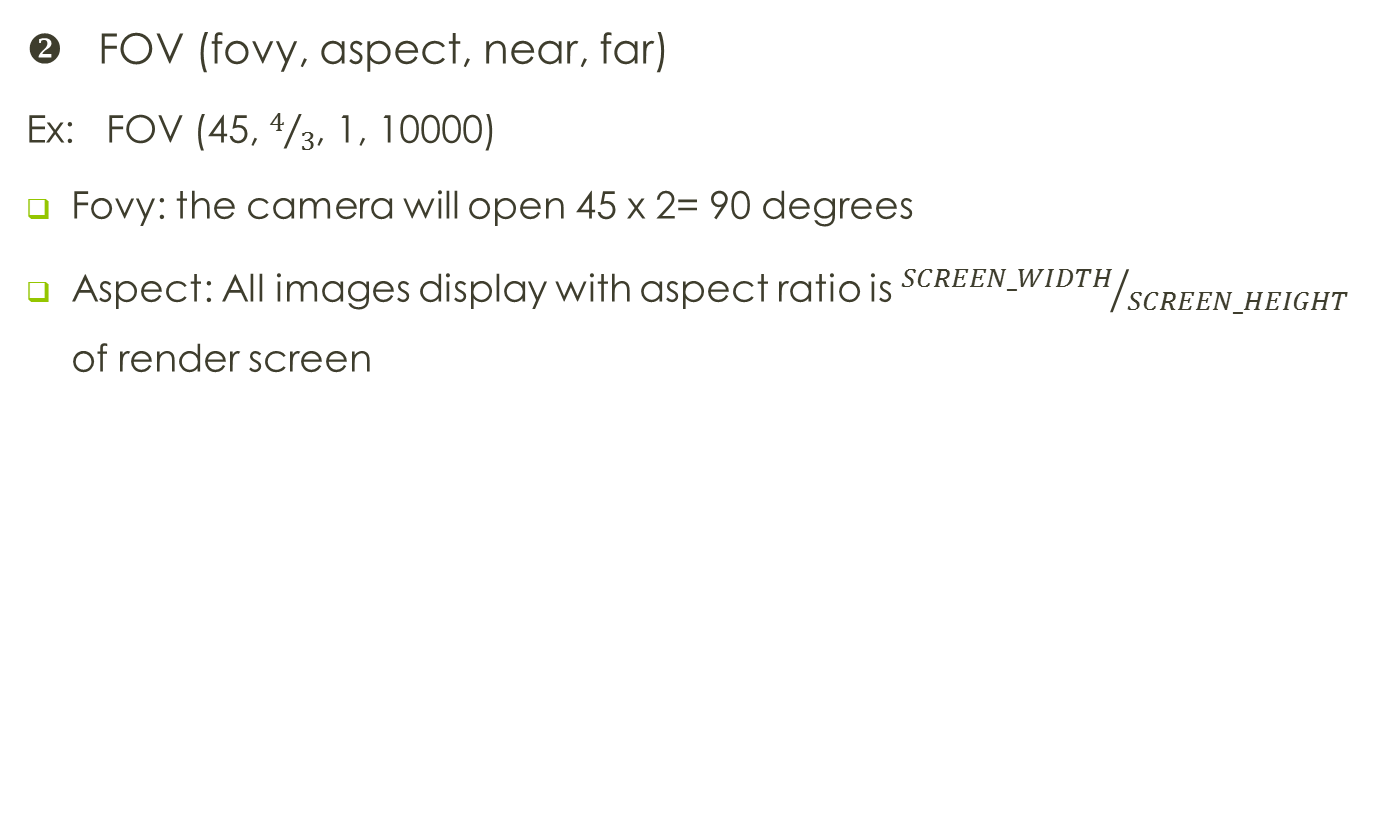 ❷ FOV (fovy, aspect, near, far)
Ex: FOV (45, 4/3, 1, 10000)
❑ Fovy: the camera will open 45 x 2= 90 degrees
❑ Aspect: All images display with aspect ratio is SCREEN_WIDTH/SCREEN_HEIGHT
of render screen